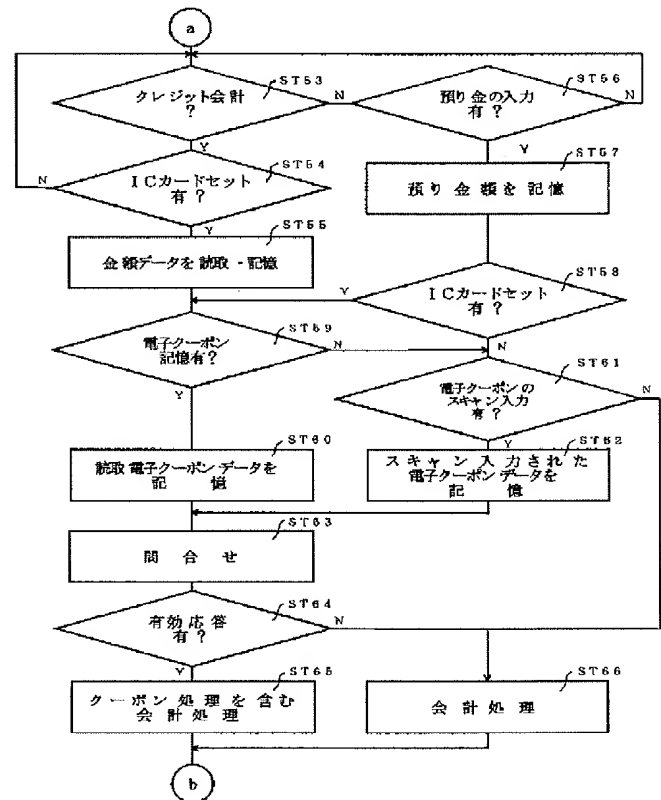 a
ST53
クレジット会計
?
N
Y
ST56
預り金の入力
有?
N
Y
ST54
ICカードセット
有?
N
Y
ST57
預り金額を記憶
ST55
金額データを読取・記憶
ST58
ICカードセット
有?
Y
N
ST59
電子クーポン
記憶有?
N
Y
ST61
電子クーポンの
スキャン入力
有?
N
Y
ST60
読取電子クーポンデータを
記憶
ST62
スキャン入力された
電子クーポンデータを
記憶
ST63
問合せ
ST64
有効応答
有?
N
Y
ST65
クーポン処理を含む
会計処理
ST66
会計処理
b